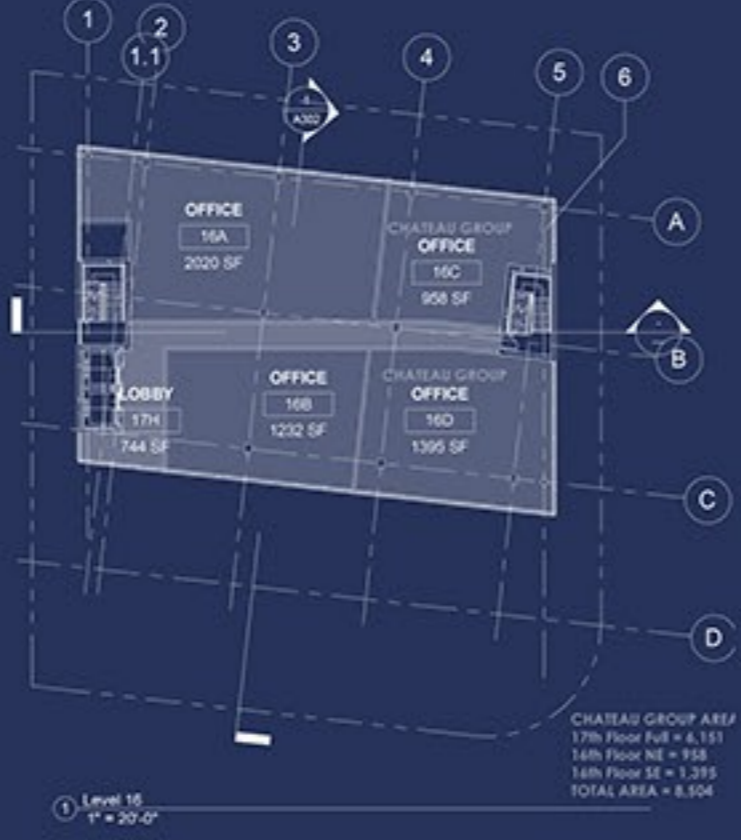 1
2
1.1
3
4
5
6
A302
A
OFFICE
16A
2020 SF
CHATEAU GROUP
OFFICE
16C
958 SF
B
CHATEAU GROUP
OFFICE
16D
1395 SF
OFFICE
16B
1232 SF
LOBBY
17H
744 SF
C
D
CHATEAU GROUP AREA
17th Floor Full = 6,151
16th Floor NE = 958
16th Floor SE = 1,395
TOTAL AREA = 8,504
1 Level 16
1" = 20'-0"